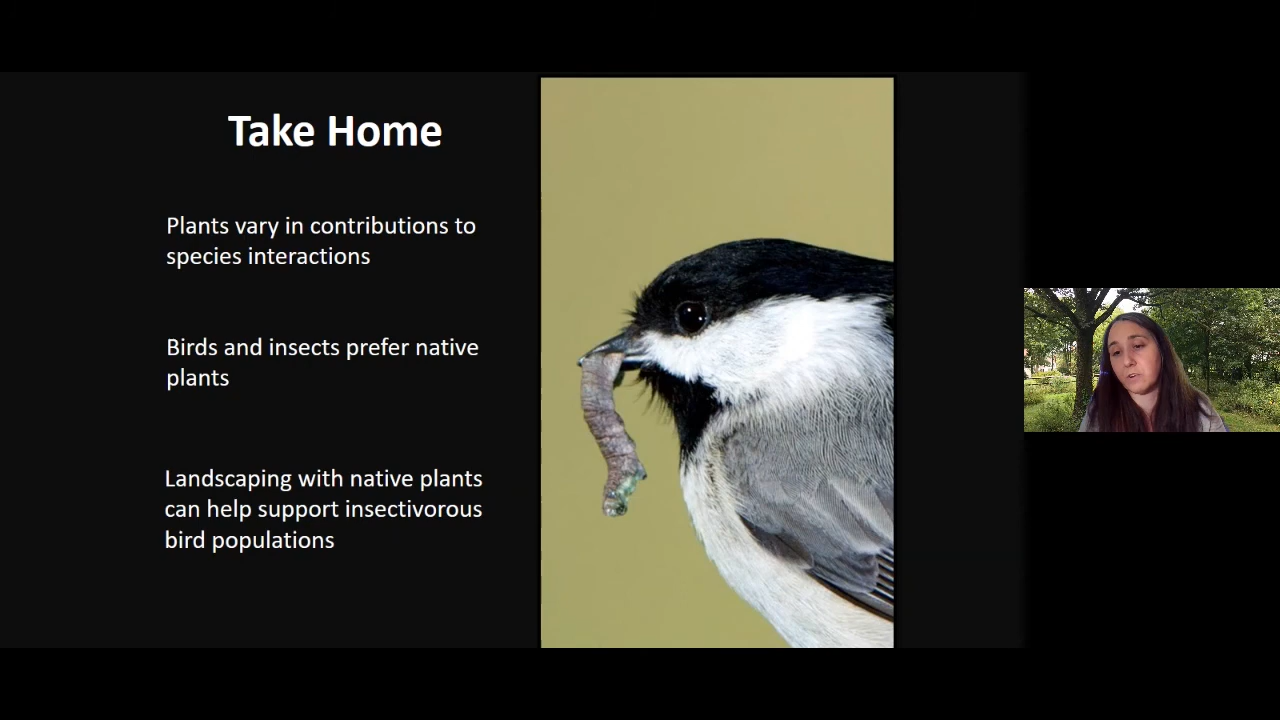 Take Home
Plants vary in contributions to
species interactions
Birds and insects prefer native
plants
Landscaping with native plants
can help support insectivorous
bird populations